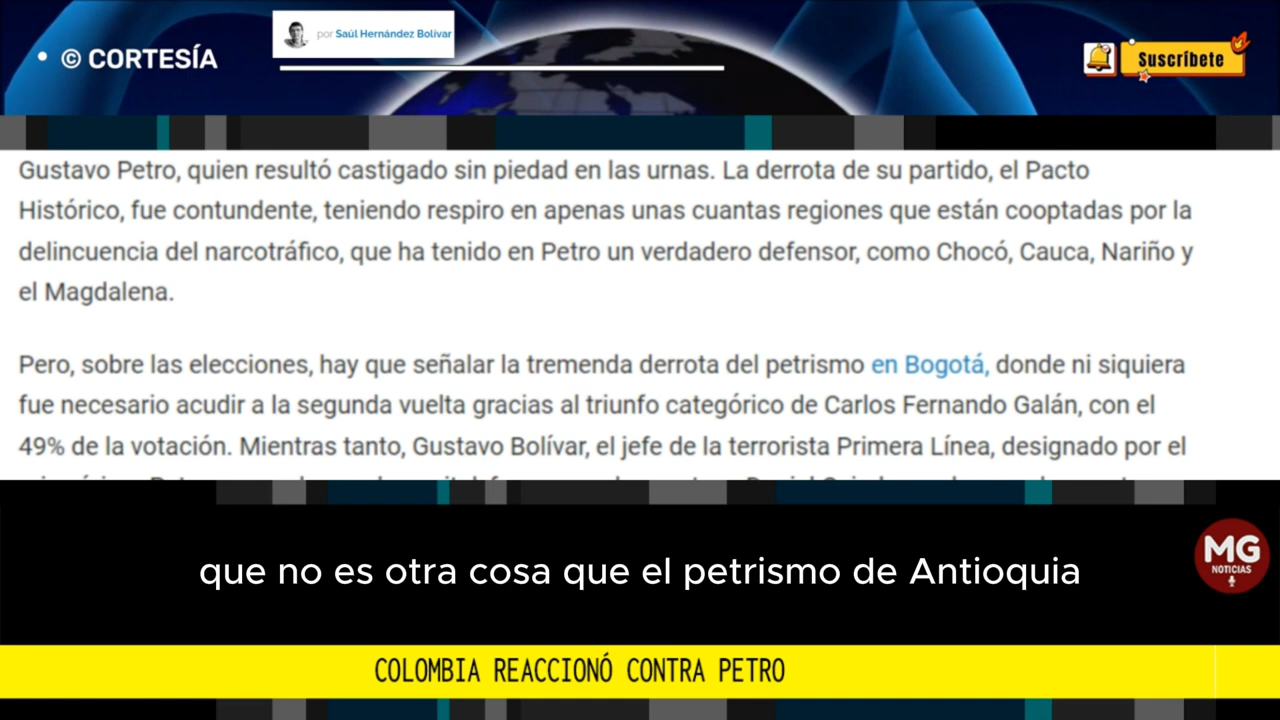 • © CORTESÍA
por Saúl Hernández Bolívar
Suscríbete
Gustavo Petro, quien resultó castigado sin piedad en las urnas. La derrota de su partido, el Pacto
Histórico, fue contundente, teniendo respiro en apenas unas cuantas regiones que están cooptadas por la
delincuencia del narcotráfico, que ha tenido en Petro un verdadero defensor, como Chocó, Cauca, Nariño y
el Magdalena.
Pero, sobre las elecciones, hay que señalar la tremenda derrota del petrismo en Bogotá, donde ni siquiera
fue necesario acudir a la segunda vuelta gracias al triunfo categórico de Carlos Fernando Galán, con el
49% de la votación. Mientras tanto, Gustavo Bolívar, el jefe de la terrorista Primera Línea, designado por el
que no es otra cosa que el petrismo de Antioquia
MG
NOTICIAS
COLOMBIA REACCIONÓ CONTRA PETRO